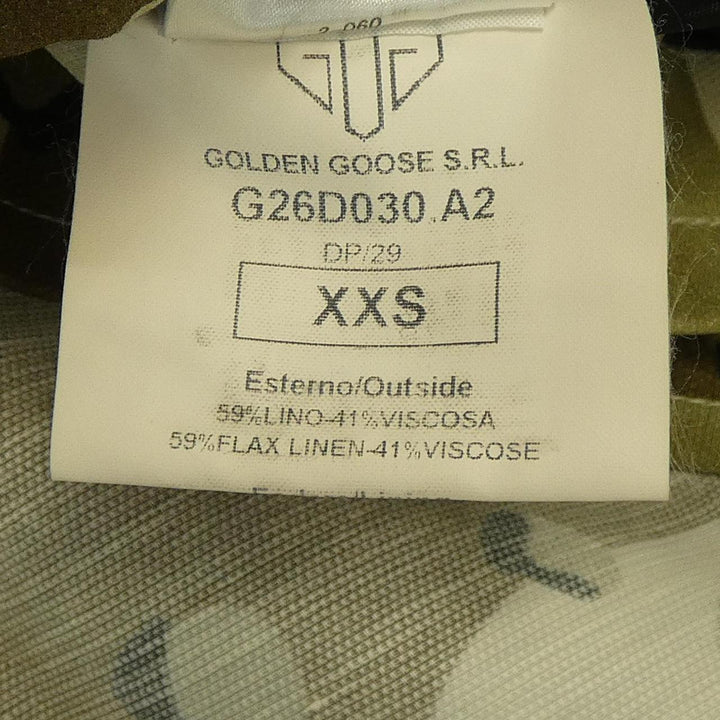 GOLDEN GOOSE S.R.L.
G26D030.A2
DP/29
XXS
Esterno/Outside
59%LINO-41%VISCOSA
59%FLAX LINEN-41%VISCOSE